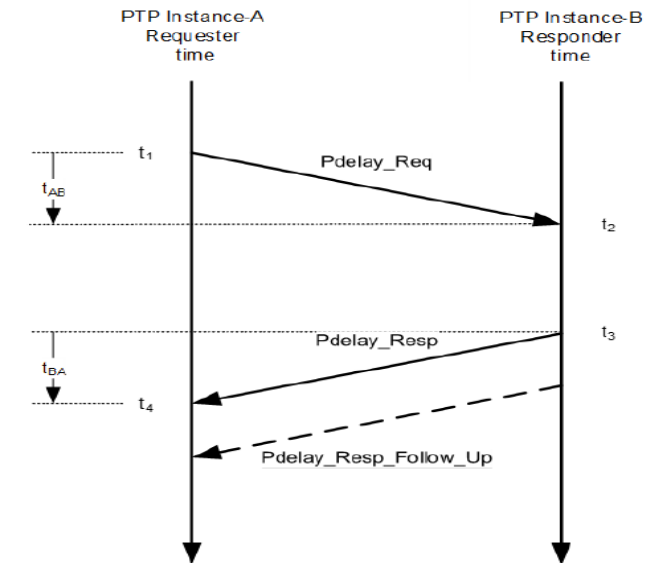 PTP Instance-A
Requester
time
PTP Instance-B
Responder
time
t1
Pdelay_Req
tAB
t2
t3
Pdelay_Resp
tBA
t4
Pdelay_Resp_Follow_Up